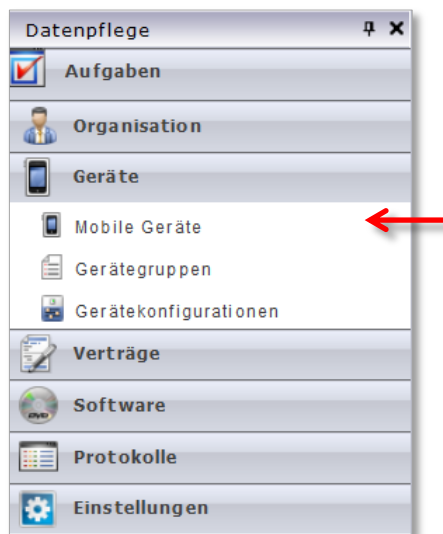 Datenpflege
Aufgaben
Organisation
Geräte
Mobile Geräte
Gerätegruppen
Gerätekonfigurationen
Verträge
Software
Protokolle
Einstellungen